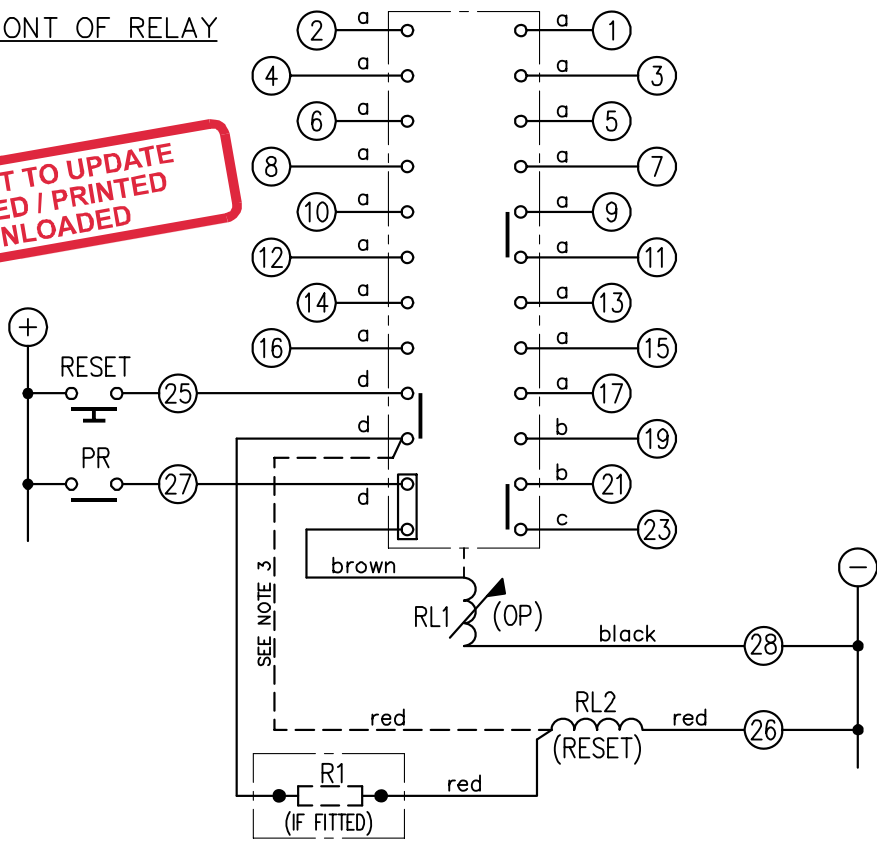 ONT OF RELAY
2 a a 1
4 a a 3
6 a a 5
8 a a 7
10 a a 9
12 a a 11
14 a a 13
16 a a 15
T TO UPDATE
ED / PRINTED
NLOADED
+
RESET
25 d a 17
d b 19
PR
27 d b 21
c 23
brown
RL1 (OP)
SEE NOTE 3
black 28
−
red
RL2
(RESET)
red 26
R1
(IF FITTED)
red